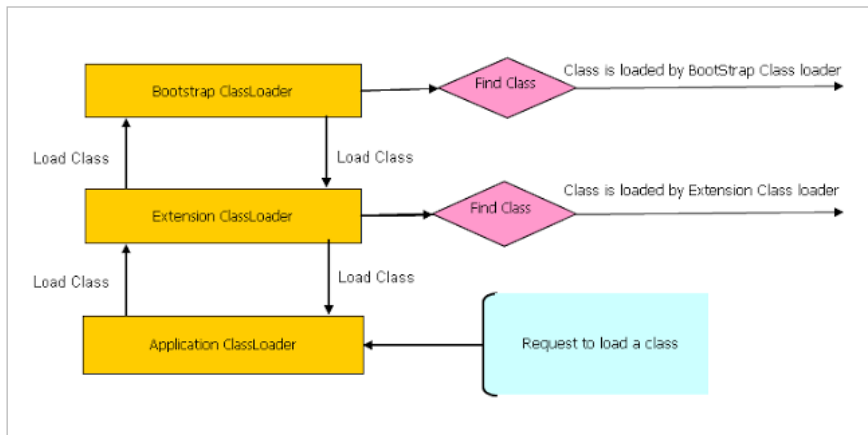 Class is loaded by BootStrap Class loader
Bootstrap ClassLoader
Find Class
Load Class
Load Class
Class is loaded by Extension Class loader
Extension ClassLoader
Find Class
Load Class
Load Class
Application ClassLoader
Request to load a class